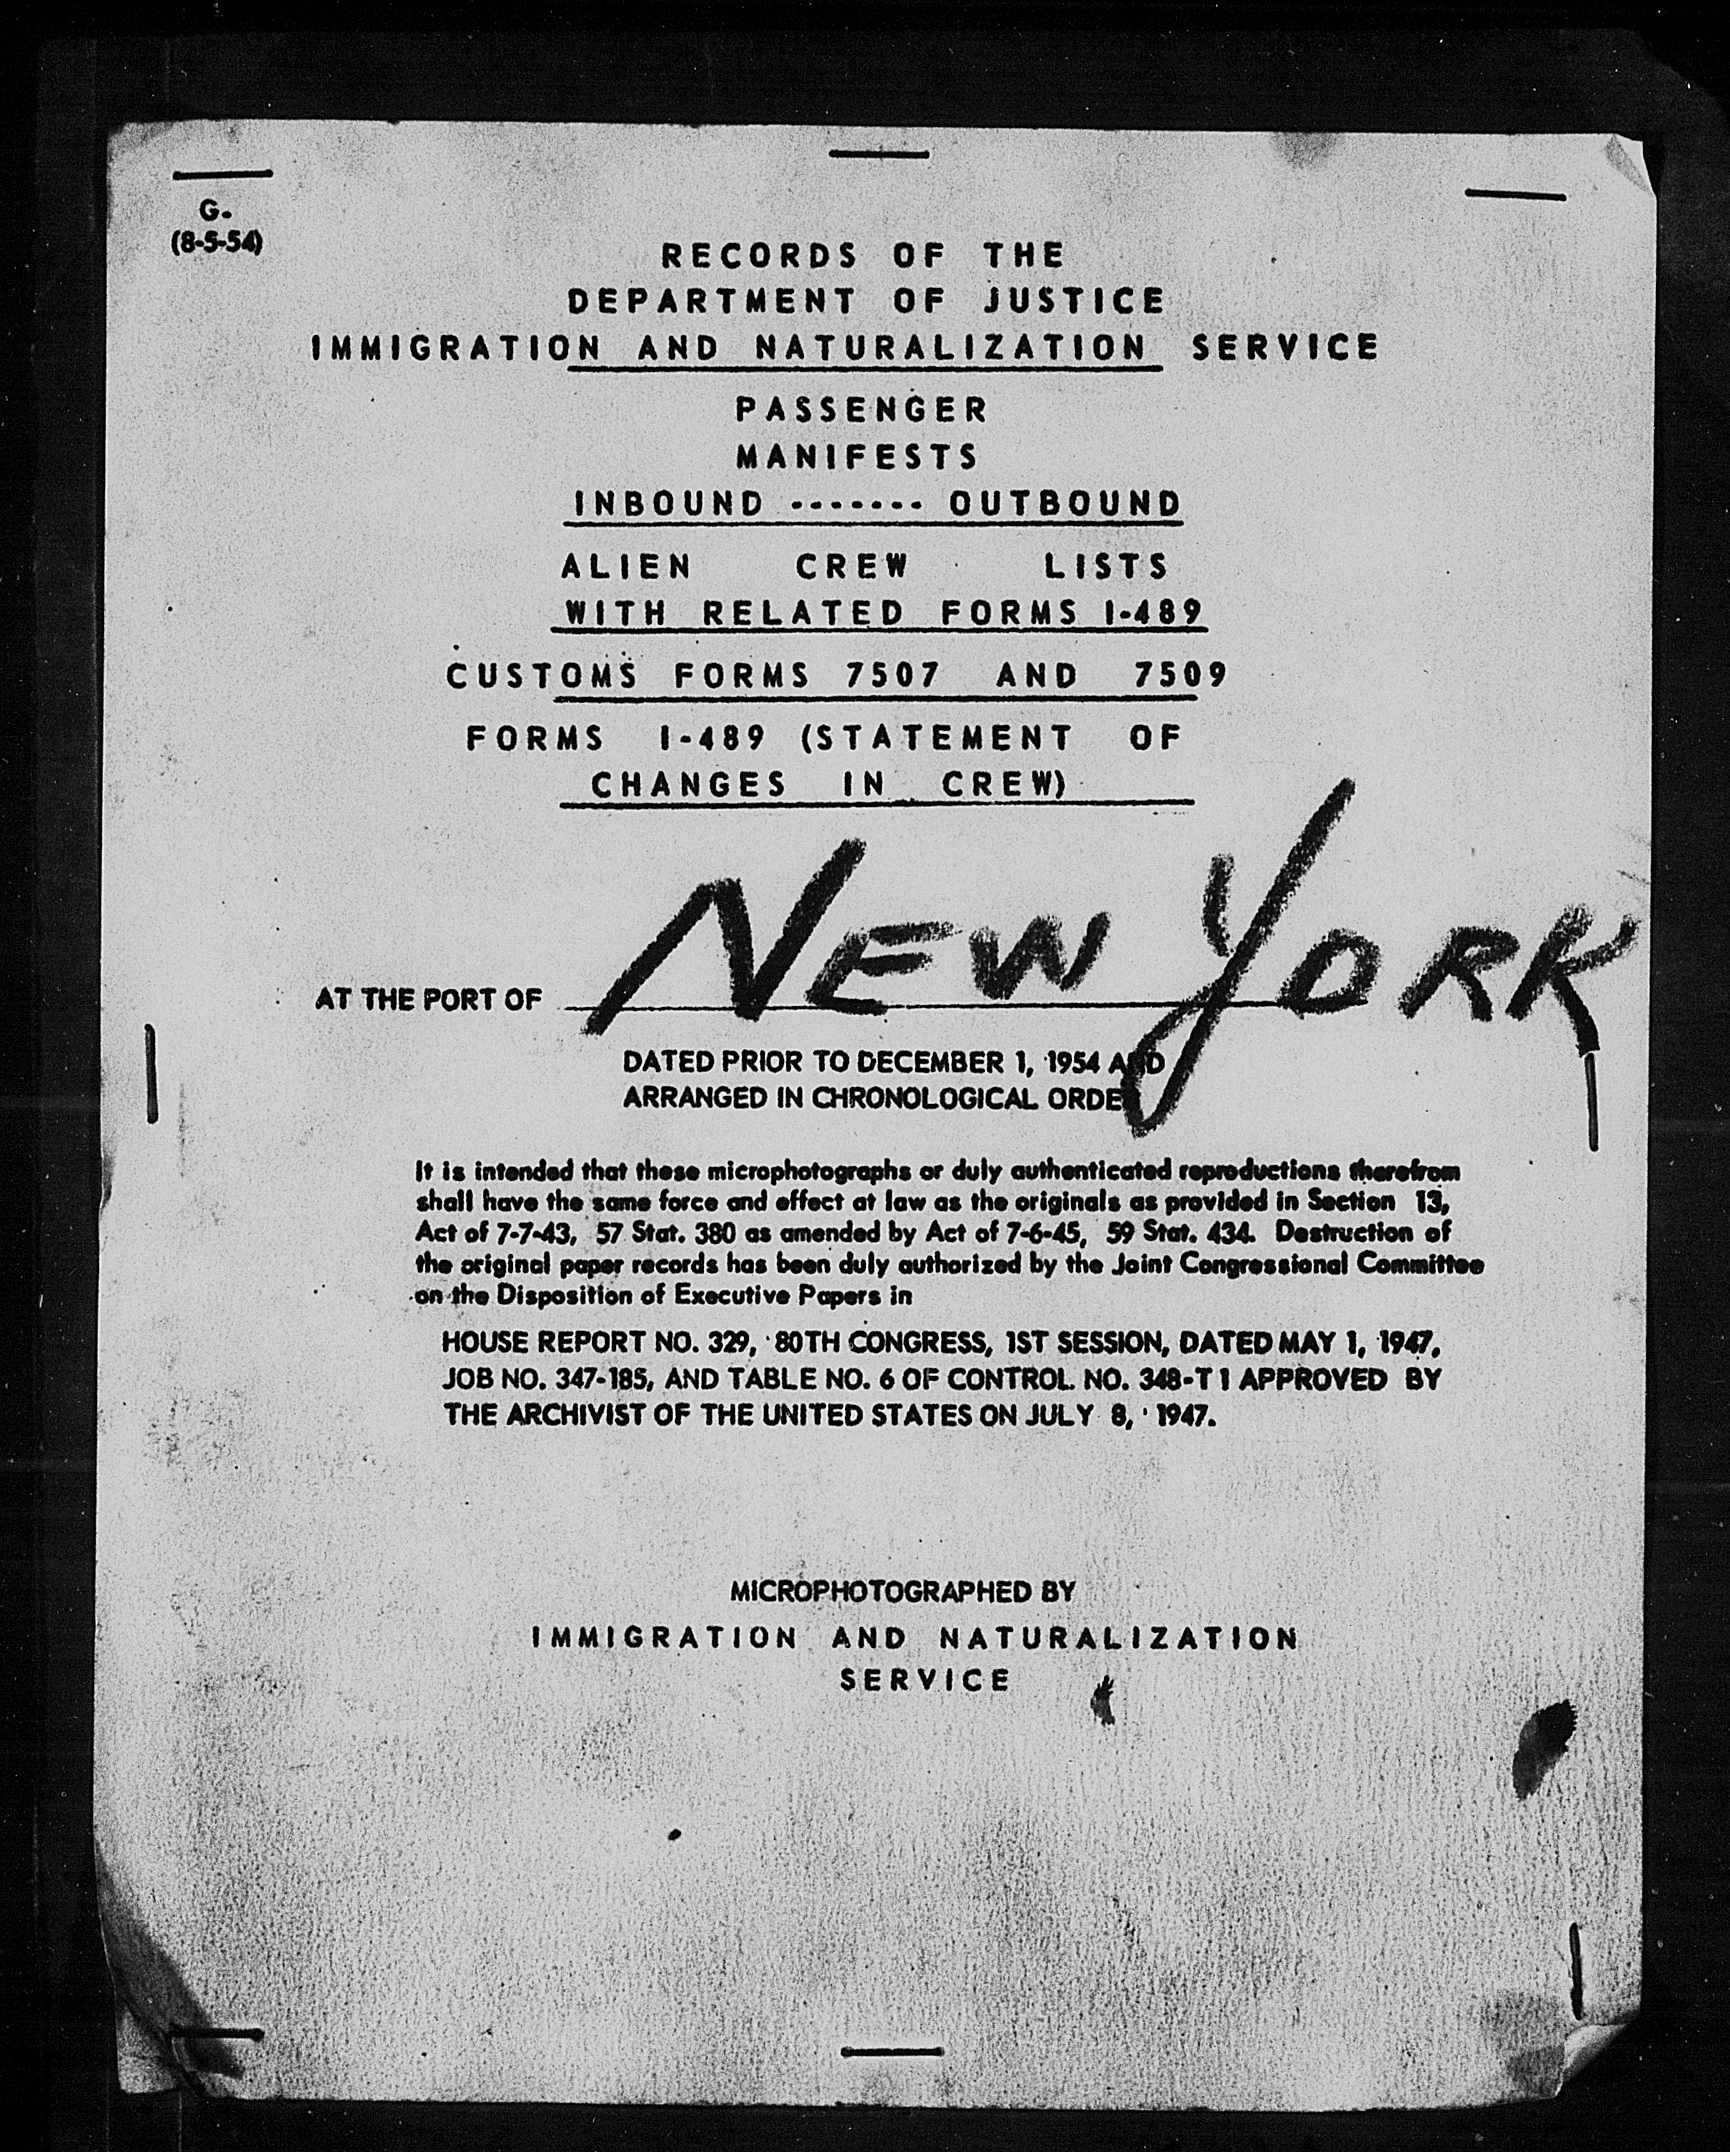 G-
(8-5-54)
RECORDS OF THE
DEPARTMENT OF JUSTICE
IMMIGRATION AND NATURALIZATION SERVICE
PASSENGER
MANIFESTS
INBOUND ------- OUTBOUND
ALIEN CREW LISTS
WITH RELATED FORMS I-489
CUSTOMS FORMS 7507 AND 7509
FORMS I-489 (STATEMENT OF
CHANGES IN CREW)
AT THE PORT OF NEW YORK
DATED PRIOR TO DECEMBER 1, 1954 AND
ARRANGED IN CHRONOLOGICAL ORDER
It is intended that these microphotographs or duly authenticated reproductions therefrom
shall have the same force and effect at law as the originals as provided in Section 13,
Act of 7-7-43, 57 Stat. 380 as amended by Act of 7-6-45, 59 Stat. 434. Destruction of
the original paper records has been duly authorized by the Joint Congressional Committee
on the Disposition of Executive Papers in
HOUSE REPORT NO. 329, 80TH CONGRESS, 1ST SESSION, DATED MAY 1, 1947,
JOB NO. 347-185, AND TABLE NO. 6 OF CONTROL NO. 348-T1 APPROVED BY
THE ARCHIVIST OF THE UNITED STATES ON JULY 8, 1947.
MICROPHOTOGRAPHED BY
IMMIGRATION AND NATURALIZATION
SERVICE